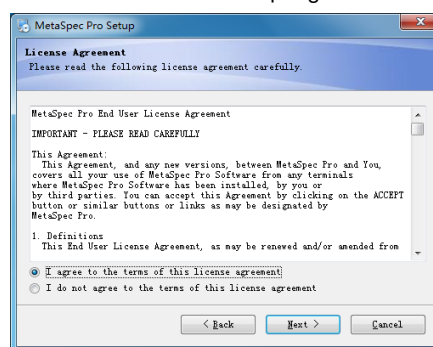 MetaSpec Pro Setup
License Agreement
Please read the following license agreement carefully.
MetaSpec Pro End User License Agreement
IMPORTANT - PLEASE READ CAREFULLY
This Agreement:
This Agreement, and any new versions, between MetaSpec Pro and You,
covers all your use of MetaSpec Pro Software from any terminals
where MetaSpec Pro Software has been installed, by you or
by third parties. You can accept this Agreement by clicking on the ACCEPT
button or similar buttons or links as may be designated by
MetaSpec Pro.
1. Definitions
This End User License Agreement, as may be renewed and/or amended from
I agree to the terms of this license agreement
I do not agree to the terms of this license agreement
< Back
Next >
Cancel